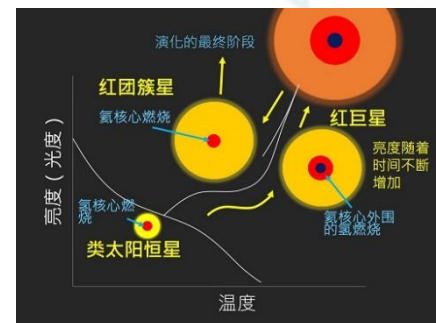 演化的最终阶段
红团簇星
氦核心燃烧
红巨星
亮度随着
时间不断
增加
亮度（光度）
氢核心燃
烧
氦核心外围
的氢燃烧
类太阳恒星
温度